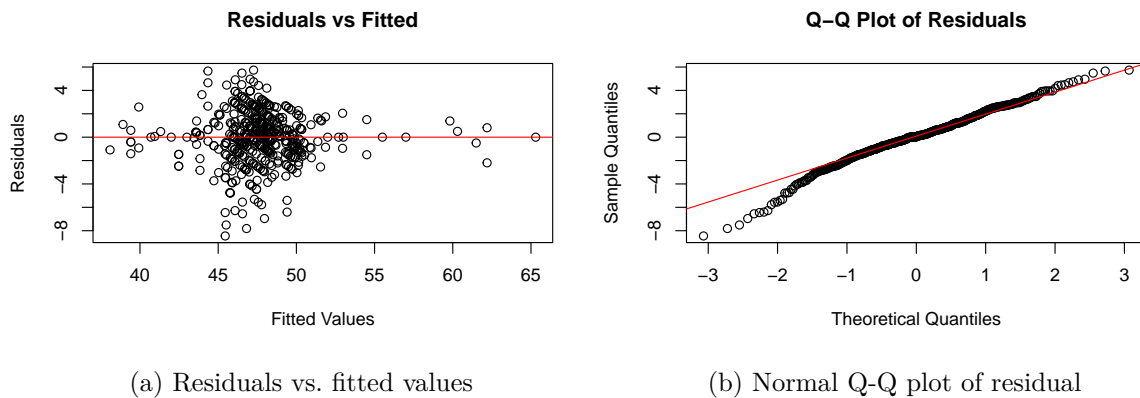 Residuals vs Fitted
4
0
−4
−8
Residuals
40 45 50 55 60 65
Fitted Values
(a) Residuals vs. fitted values
Q−Q Plot of Residuals
4
0
−4
−8
Sample Quantiles
−3 −2 −1 0 1 2 3
Theoretical Quantiles
(b) Normal Q-Q plot of residual